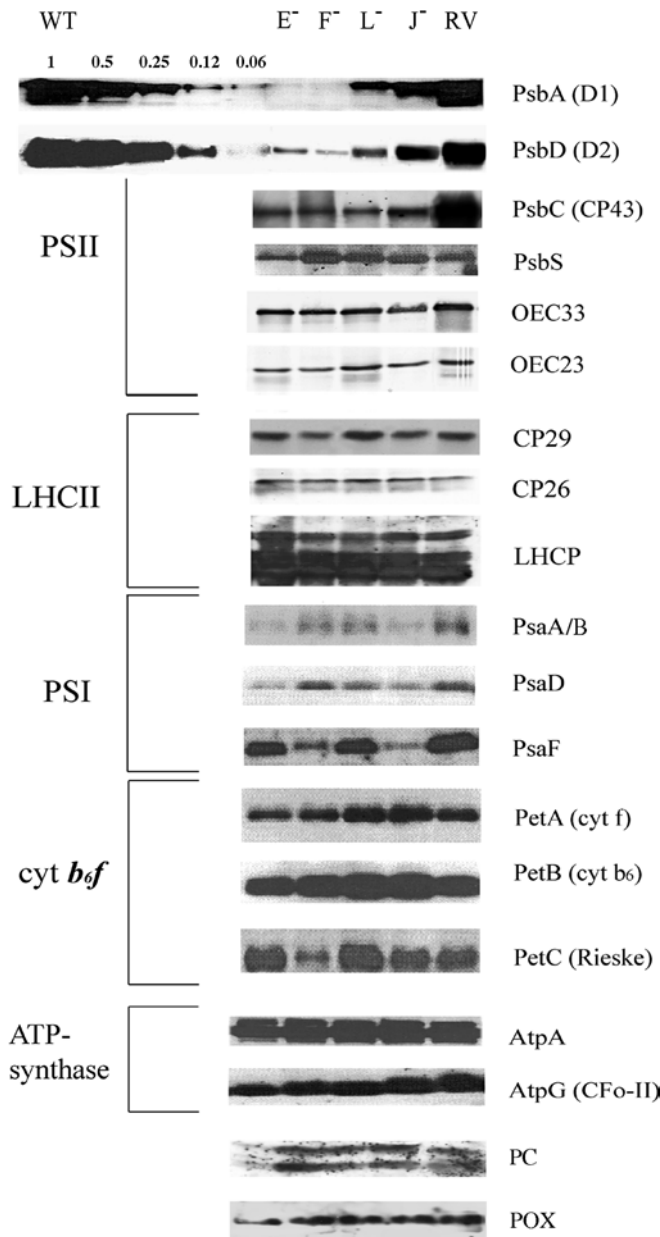 WT E⁻ F⁻ L⁻ J⁻ RV
1 0.5 0.25 0.12 0.06
PsbA (D1)
PsbD (D2)
PSII
PsbC (CP43)
PsbS
OEC33
OEC23
LHCII
CP29
CP26
LHCP
PSI
PsaA/B
PsaD
PsaF
cyt b₆f
PetA (cyt f)
PetB (cyt b₆)
PetC (Rieske)
ATP-
synthase
AtpA
AtpG (CFo-II)
PC
POX